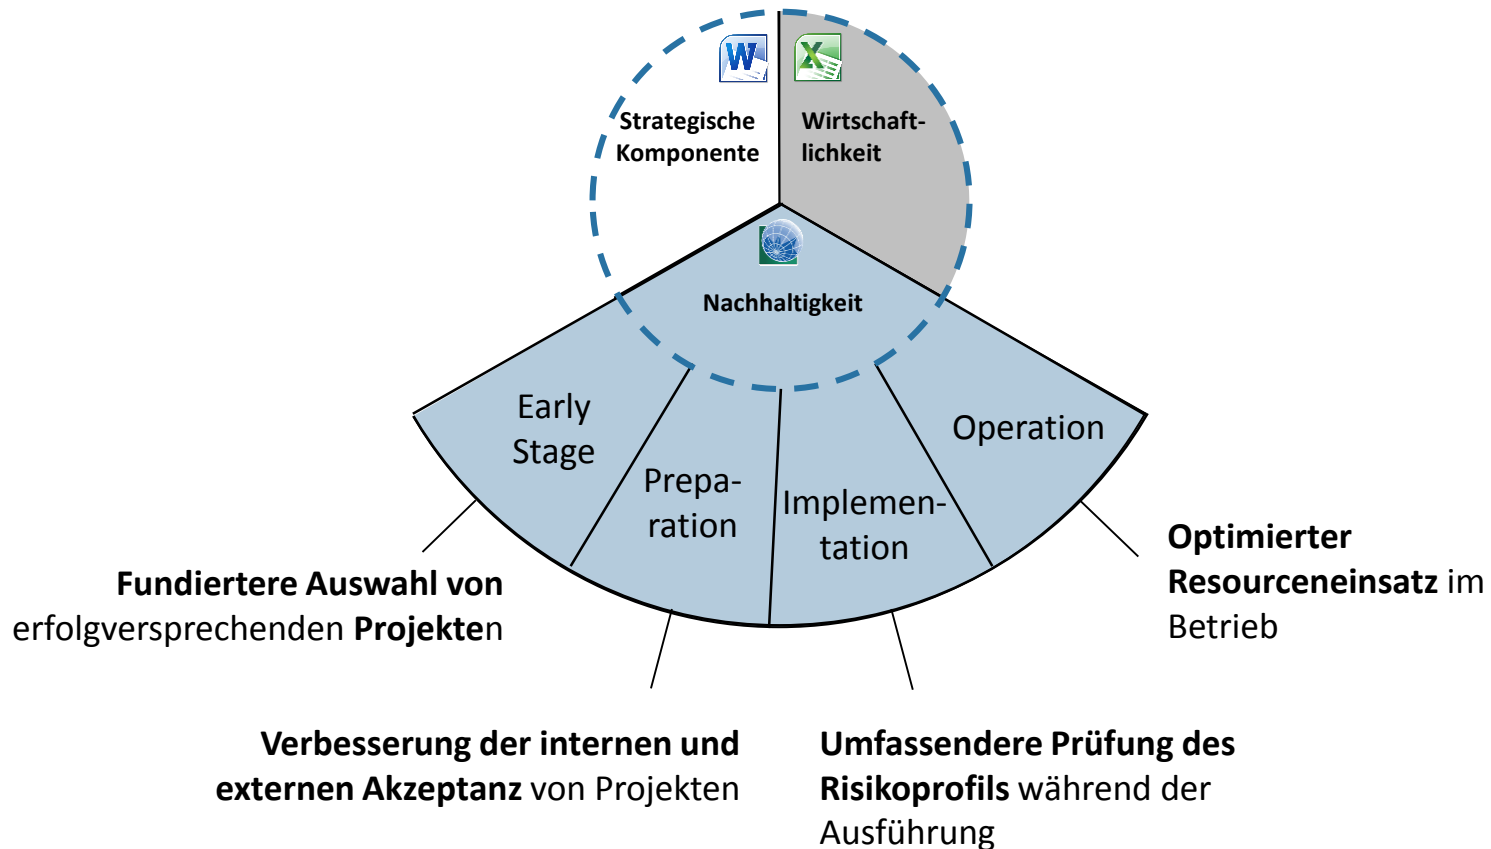 W
X
Strategische
Komponente
Wirtschaft-
lichkeit
Nachhaltigkeit
Early
Stage
Prepa-
ration
Implemen-
tation
Operation
Fundiertere Auswahl von
erfolgversprechenden Projekten
Verbesserung der internen und
externen Akzeptanz von Projekten
Umfassendere Prüfung des
Risikoprofils während der
Ausführung
Optimierter
Resourceneinsatz im
Betrieb